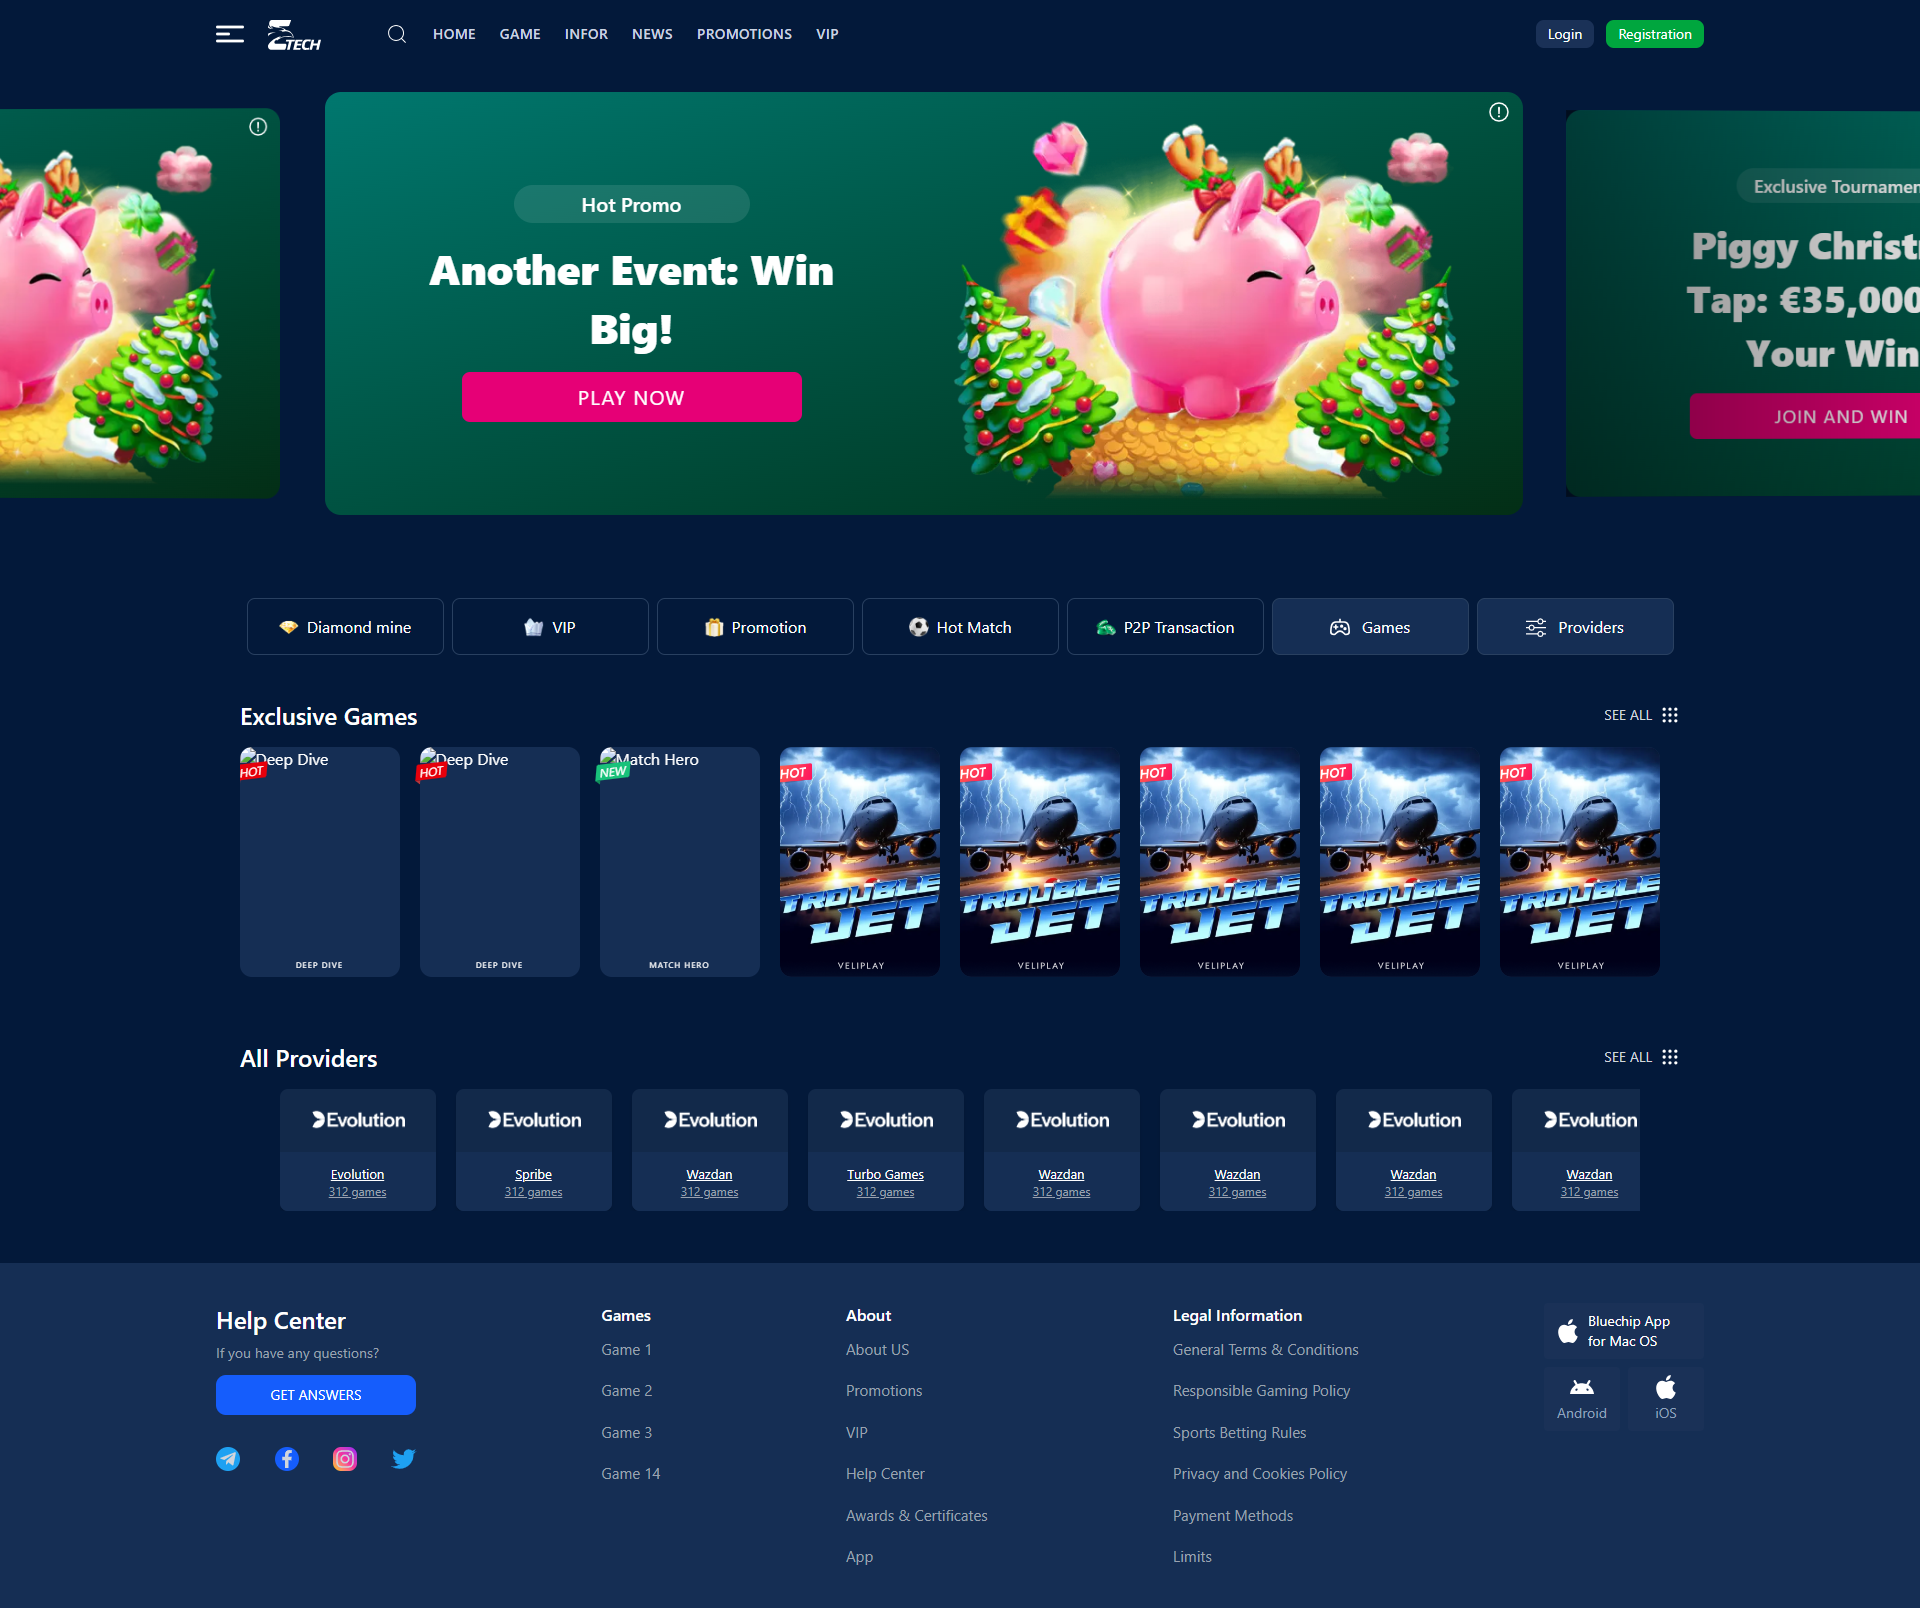 ZTECH
HOME
GAME
INFOR
NEWS
PROMOTIONS
VIP
Login
Registration
Hot Promo
Another Event: Win
Big!
PLAY NOW
Exclusive
Piggy
Tap: €35,000
Your
JOIN AND WIN
Diamond mine
VIP
Promotion
Hot Match
P2P Transaction
Games
Providers
Exclusive Games
SEE ALL
Deep Dive
HOT
DEEP DIVE
Deep Dive
HOT
DEEP DIVE
Match Hero
NEW
MATCH HERO
HOT
TROUBLE
JET
VELIPLAY
HOT
TROUBLE
JET
VELIPLAY
HOT
TROUBLE
JET
VELIPLAY
HOT
TROUBLE
JET
VELIPLAY
HOT
TROUBLE
JET
VELIPLAY
All Providers
SEE ALL
Evolution
Evolution
312 games
Evolution
Spribe
312 games
Evolution
Wazdan
312 games
Evolution
Turbo Games
312 games
Evolution
Wazdan
312 games
Evolution
Wazdan
312 games
Evolution
Wazdan
312 games
Evolution
Wazdan
312 games
Help Center
If you have any questions?
GET ANSWERS
Games
Game 1
Game 2
Game 3
Game 14
About
About US
Promotions
VIP
Help Center
Awards & Certificates
App
Legal Information
General Terms & Conditions
Responsible Gaming Policy
Sports Betting Rules
Privacy and Cookies Policy
Payment Methods
Limits
Bluechip App
for Mac OS
Android
iOS